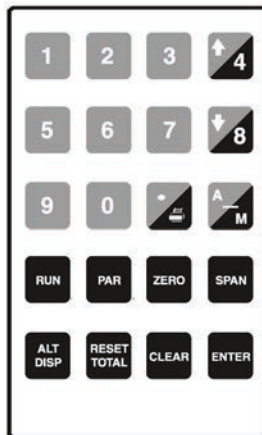 1 2 3 4
5 6 7 8
9 0 . A/M
RUN PAR ZERO SPAN
ALT DISP RESET TOTAL CLEAR ENTER